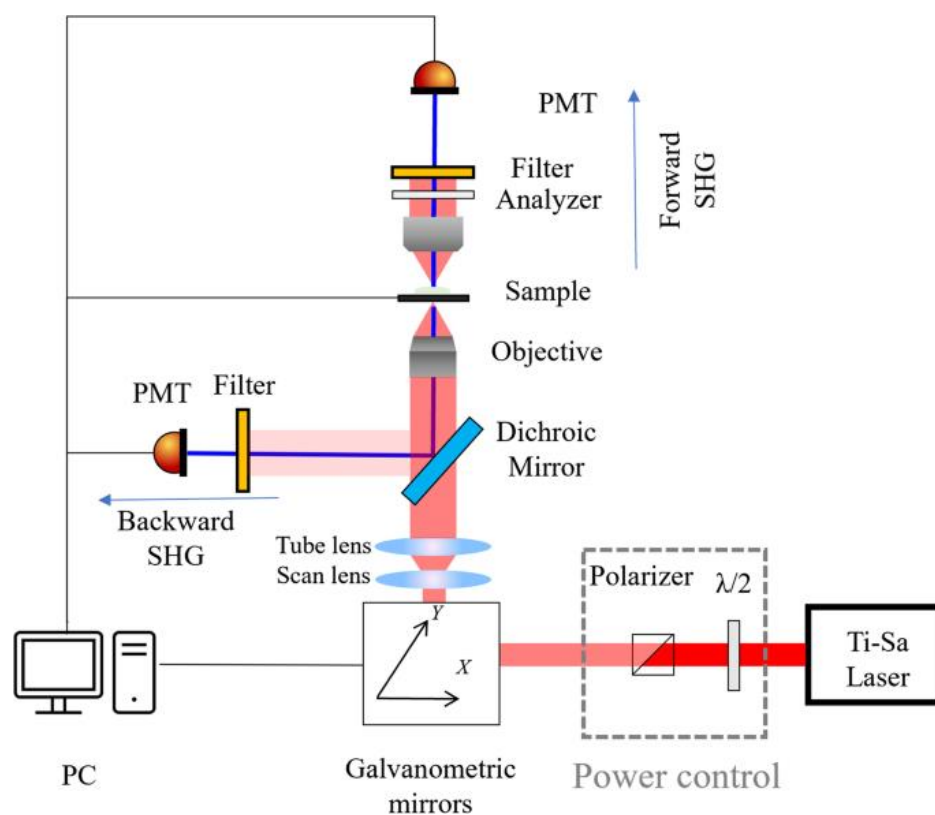 PMT
Filter
Analyzer
Forward
SHG
Sample
Objective
PMT
Filter
Dichroic
Mirror
Backward
SHG
Tube lens
Scan lens
Polarizer
λ/2
Y
X
Ti-Sa
Laser
PC
Galvanometric
mirrors
Power control